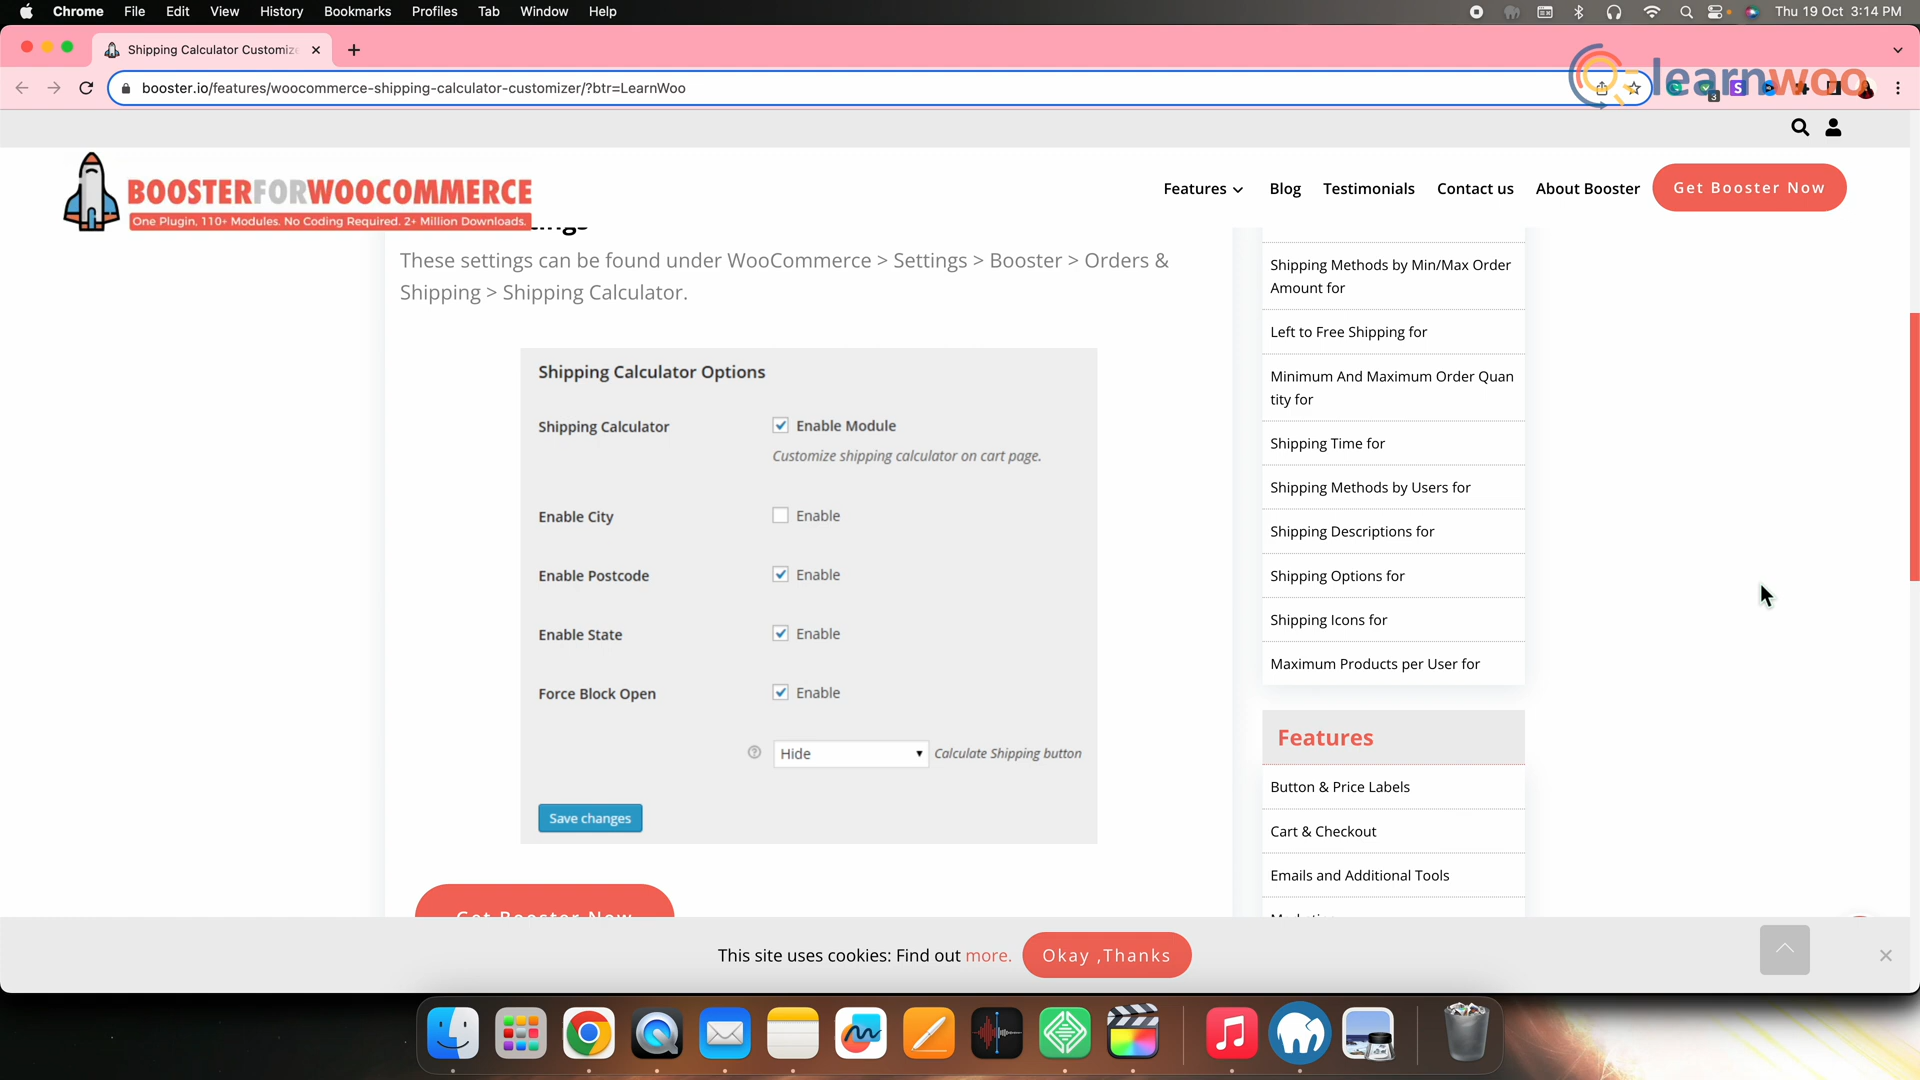 Chrome File Edit View History Bookmarks Profiles Tab Window Help
Thu 19 Oct 3:14 PM
Shipping Calculator Customize
booster.io/features/woocommerce-shipping-calculator-customizer/?btr=LearnWoo
learnwoo
3
S
BOOSTERFORWOOCOMMERCE
One Plugin. 110+ Modules. No Coding Required. 2+ Million Downloads.
Features
Blog
Testimonials
Contact us
About Booster
Get Booster Now
These settings can be found under WooCommerce > Settings > Booster > Orders &
Shipping > Shipping Calculator.
Shipping Calculator Options
Shipping Calculator
Enable Module
Customize shipping calculator on cart page.
Enable City
Enable
Enable Postcode
Enable
Enable State
Enable
Force Block Open
Enable
Hide
Calculate Shipping button
Save changes
Get Booster Now
Shipping Methods by Min/Max Order
Amount for
Left to Free Shipping for
Minimum And Maximum Order Quan
tity for
Shipping Time for
Shipping Methods by Users for
Shipping Descriptions for
Shipping Options for
Shipping Icons for
Maximum Products per User for
Features
Button & Price Labels
Cart & Checkout
Emails and Additional Tools
This site uses cookies: Find out more.
Okay ,Thanks